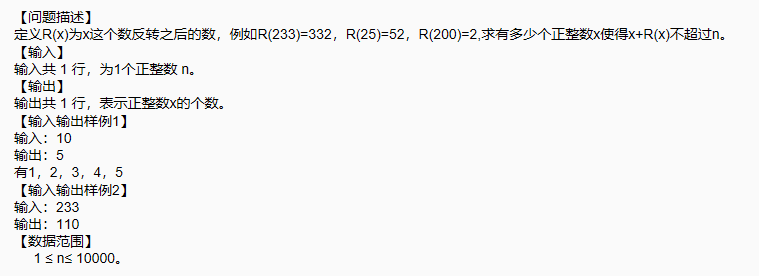 【问题描述】
定义R(x)为x这个数反转之后的数，例如R(233)=332，R(25)=52，R(200)=2,求有多少个正整数x使得x+R(x)不超过n。
【输入】
输入共 1 行，为1个正整数 n。
【输出】
输出共 1 行，表示正整数x的个数。
【输入输出样例1】
输入：10
输出：5
有1，2，3，4，5
【输入输出样例2】
输入：233
输出：110
【数据范围】
1 ≤ n≤ 10000。